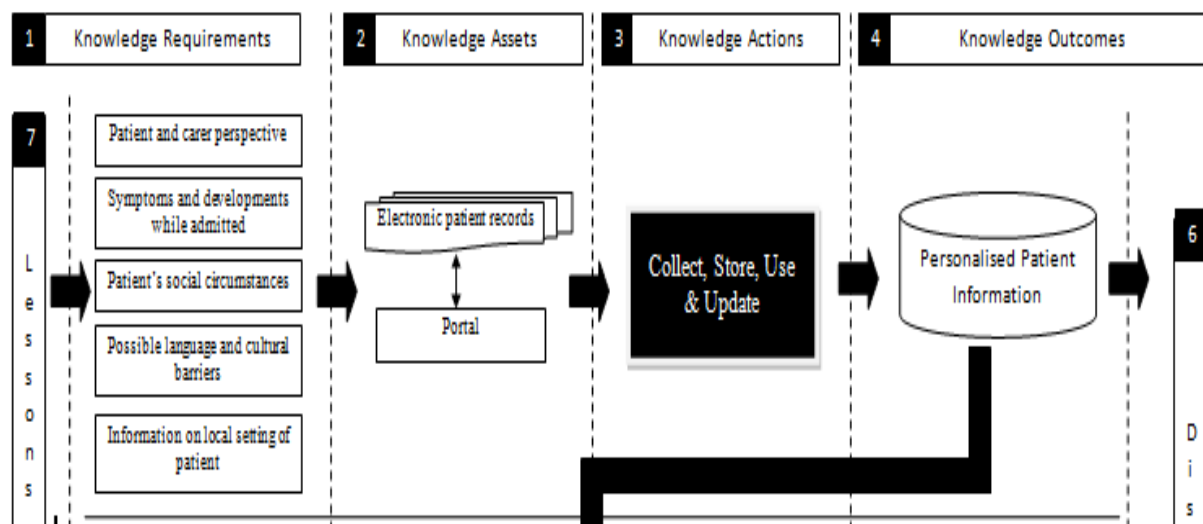 1 Knowledge Requirements
2 Knowledge Assets
3 Knowledge Actions
4 Knowledge Outcomes
7
L
e
s
s
o
n
s
Patient and carer perspective
Symptoms and developments
while admitted
Patient's social circumstances
Possible language and cultural
barriers
Information on local setting of
patient
Electronic patient records
Portal
Collect, Store, Use
& Update
Personalised Patient
Information
6
D
i
s